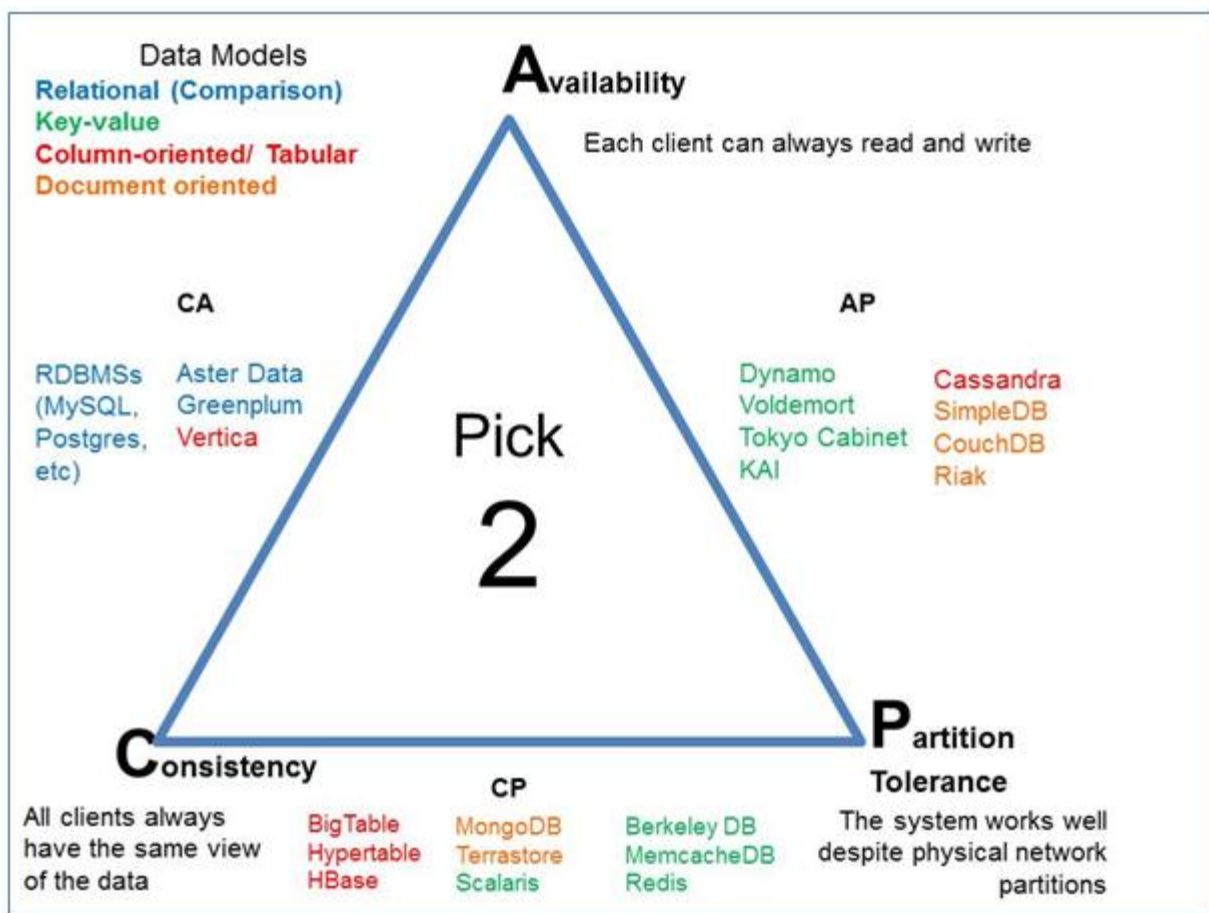 Data Models
Relational (Comparison)
Key-value
Column-oriented/ Tabular
Document oriented
Availability
Each client can always read and write
CA
RDBMSs
(MySQL,
Postgres,
etc)
Aster Data
Greenplum
Vertica
Pick
2
AP
Dynamo
Voldemort
Tokyo Cabinet
KAI
Cassandra
SimpleDB
CouchDB
Riak
Consistency
All clients always
have the same view
of the data
CP
BigTable
Hypertable
HBase
MongoDB
Terrastore
Scalaris
Berkeley DB
MemcacheDB
Redis
Partition
Tolerance
The system works well
despite physical network
partitions